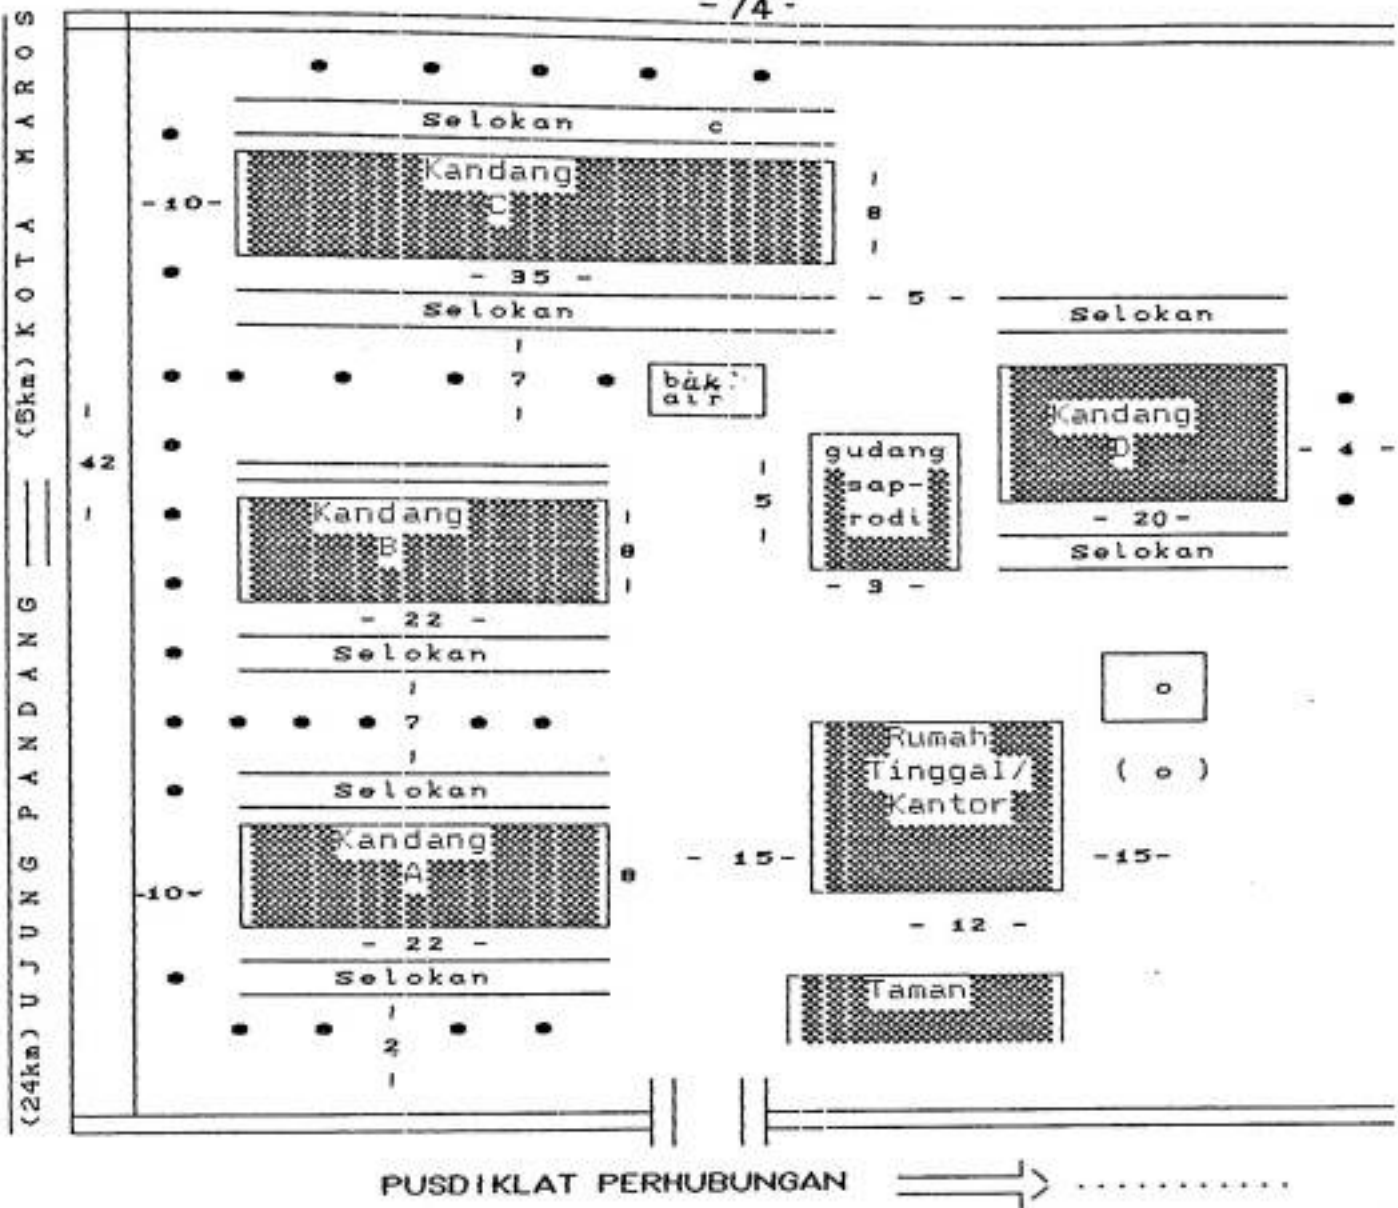 - 74 -
Selokan c
Kandang
C
-10-
8
- 35 -
Selokan
- 5 -
Selokan
7
bak
air
Kandang
D
- 4 -
- 20 -
Selokan
gudang
sap-
rodi
- 3 -
5
42
Kandang
B
8
- 22 -
Selokan
7
Selokan
Kandang
A
-10-
8
- 22 -
Selokan
2
Rumah
Tinggal/
Kantor
- 15 -
-15-
- 12 -
o
( o )
Taman
(24km) UJUNG PANDANG (5km) KOTA MAROS
PUSDIKLAT PERHUBUNGAN ...........